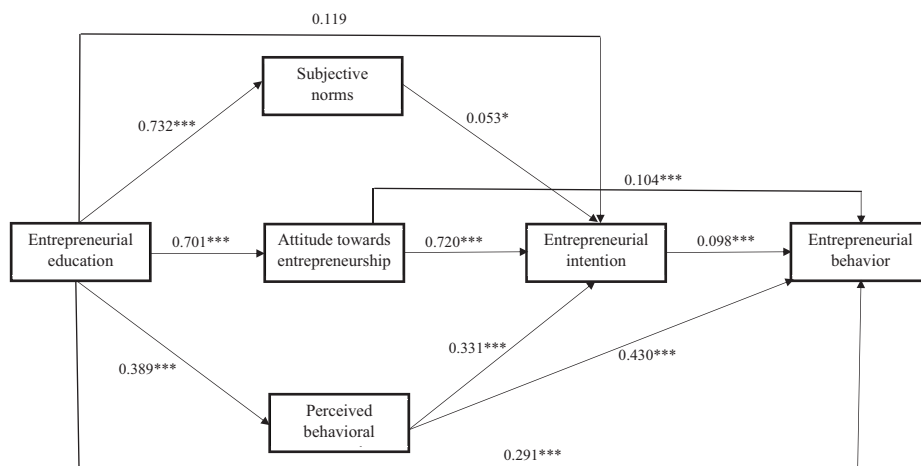 0.119
Subjective
norms
0.732***
0.053*
0.104***
Entrepreneurial
education
0.701***
Attitude towards
entrepreneurship
0.720***
Entrepreneurial
intention
0.098***
Entrepreneurial
behavior
0.389***
0.331***
0.430***
Perceived
behavioral
0.291***